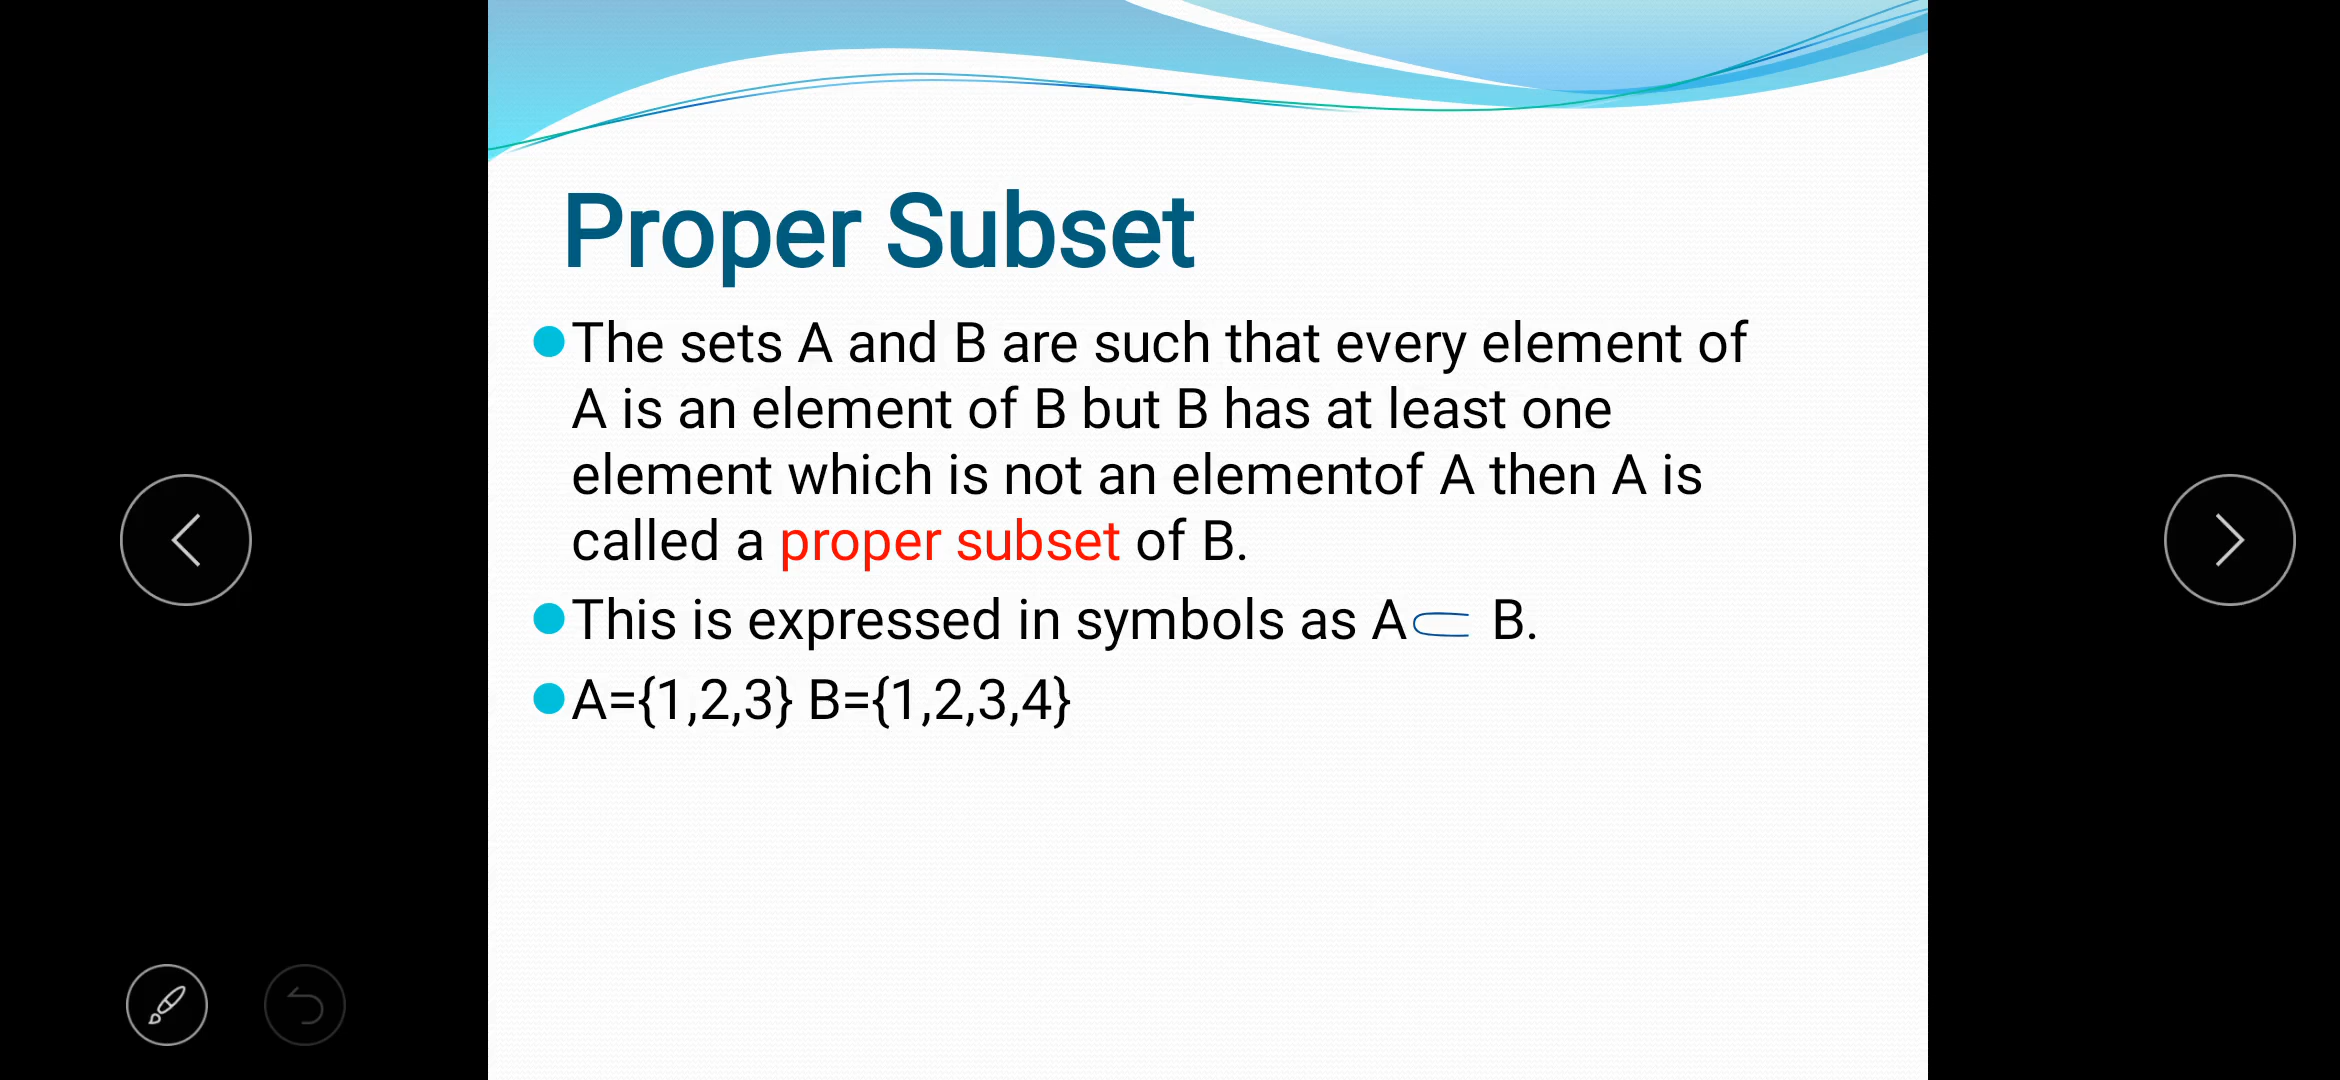 Proper Subset
The sets A and B are such that every element of
A is an element of B but B has at least one
element which is not an elementof A then A is
called a proper subset of B.
This is expressed in symbols as A⊂ B.
A={1,2,3} B={1,2,3,4}